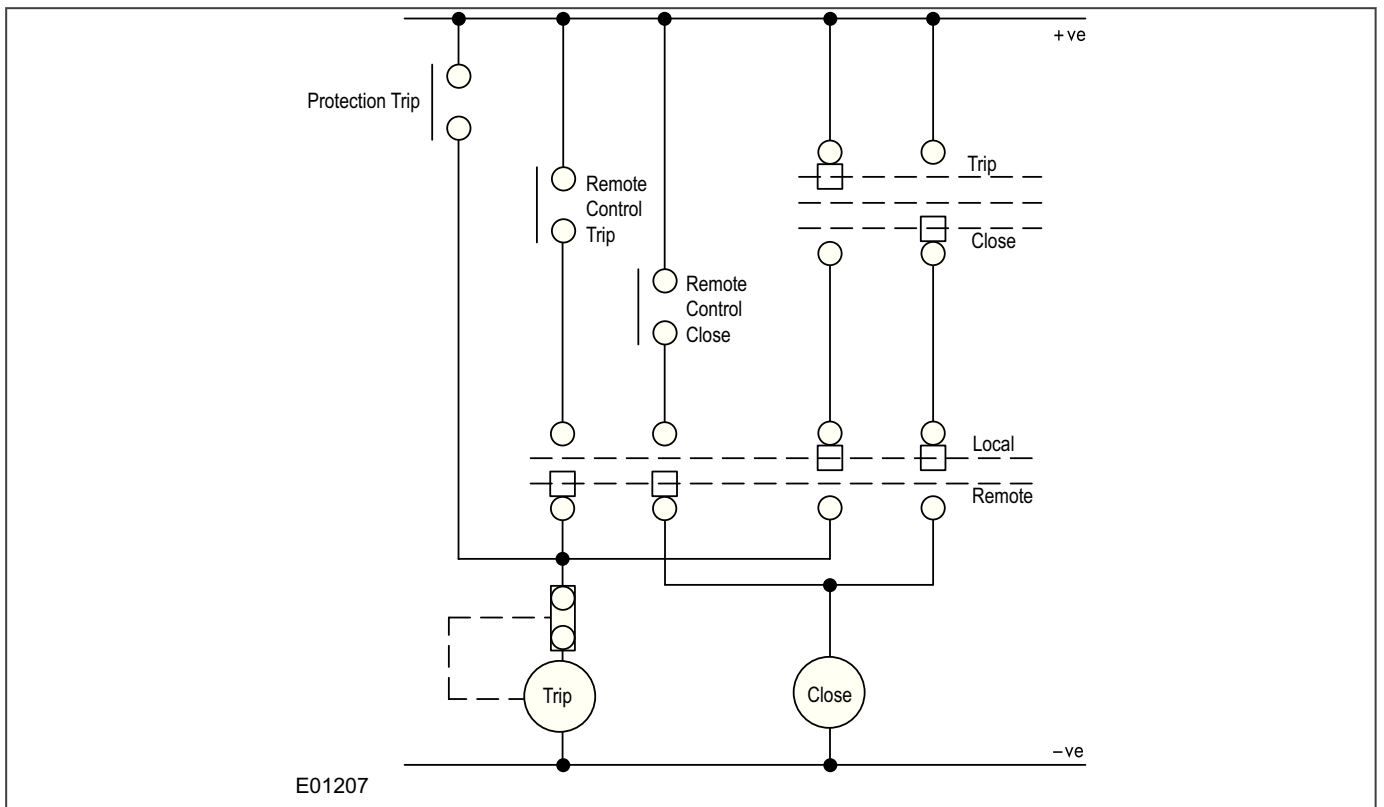 +ve
Protection Trip
Trip
Remote
Control
Trip
Close
Remote
Control
Close
Local
Remote
Trip
Close
–ve
E01207